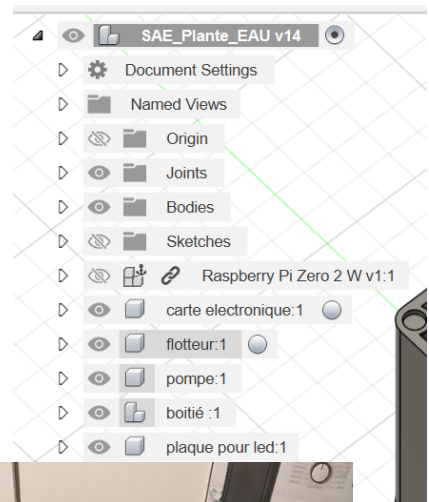 SAE_Plante_EAU v14
Document Settings
Named Views
Origin
Joints
Bodies
Sketches
Raspberry Pi Zero 2 W v1:1
carte electronique:1
flotteur:1
pompe:1
boitié :1
plaque pour led:1